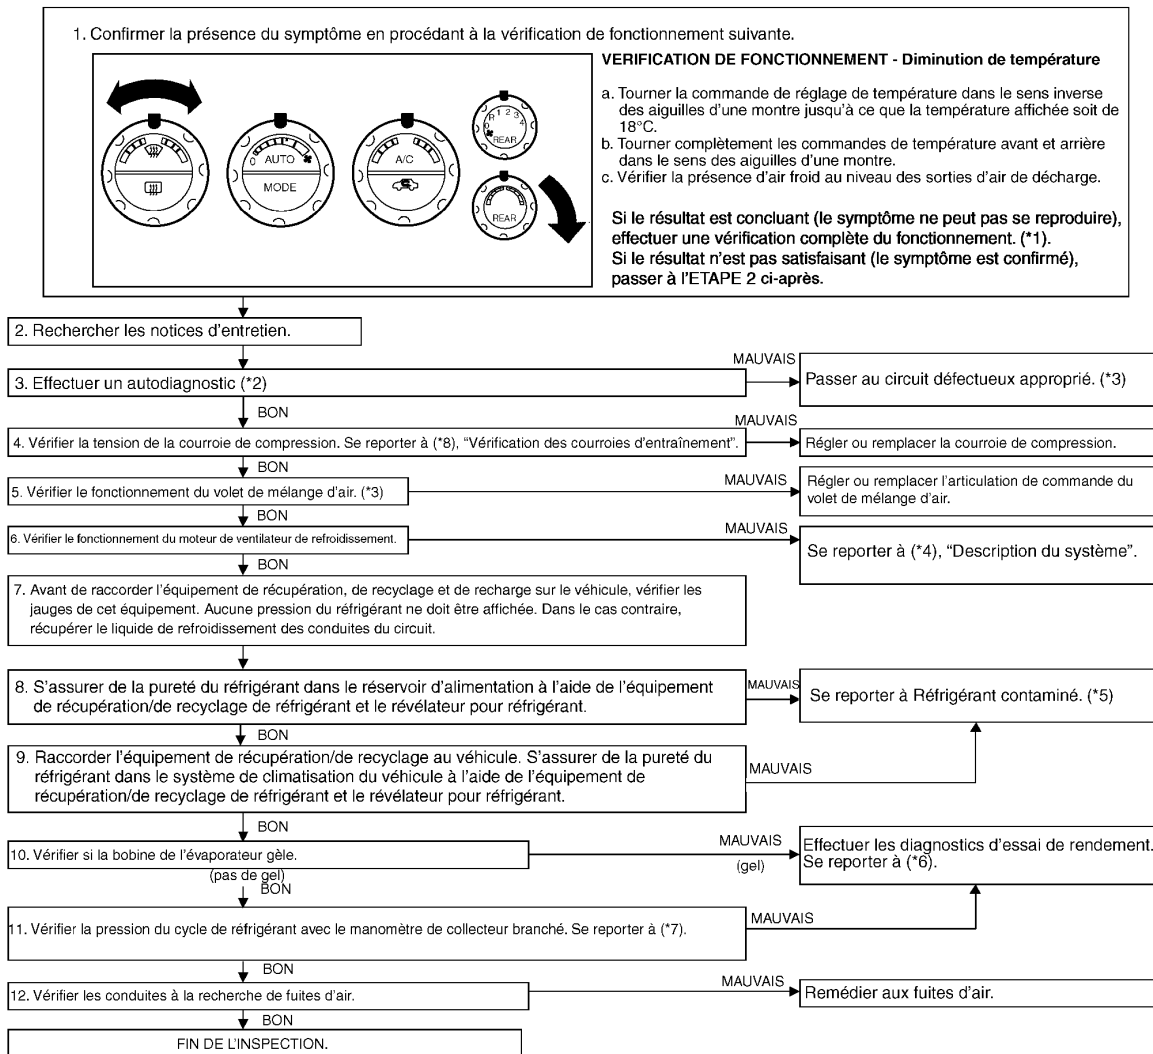 1. Confirmer la présence du symptôme en procédant à la vérification de fonctionnement suivante.
0 AUTO
MODE
A/C
0 R 1 2 3 4
REAR
REAR
VERIFICATION DE FONCTIONNEMENT - Diminution de température
a. Tourner la commande de réglage de température dans le sens inverse
des aiguilles d'une montre jusqu'à ce que la température affichée soit de
18°C.
b. Tourner complètement les commandes de température avant et arrière
dans le sens des aiguilles d'une montre.
c. Vérifier la présence d'air froid au niveau des sorties d'air de décharge.
Si le résultat est concluant (le symptôme ne peut pas se reproduire),
effectuer une vérification complète du fonctionnement. (*1).
Si le résultat n'est pas satisfaisant (le symptôme est confirmé),
passer à l'ETAPE 2 ci-après.
2. Rechercher les notices d'entretien.
3. Effectuer un autodiagnostic (*2)
MAUVAIS
Passer au circuit défectueux approprié. (*3)
BON
4. Vérifier la tension de la courroie de compression. Se reporter à (*8), "Vérification des courroies d'entraînement".
MAUVAIS
Régler ou remplacer la courroie de compression.
BON
5. Vérifier le fonctionnement du volet de mélange d'air. (*3)
MAUVAIS
Régler ou remplacer l'articulation de commande du
volet de mélange d'air.
BON
6. Vérifier le fonctionnement du moteur de ventilateur de refroidissement.
MAUVAIS
Se reporter à (*4), "Description du système".
BON
7. Avant de raccorder l'équipement de récupération, de recyclage et de recharge sur le véhicule, vérifier les
jauges de cet équipement. Aucune pression du réfrigérant ne doit être affichée. Dans le cas contraire,
récupérer le liquide de refroidissement des conduites du circuit.
8. S'assurer de la pureté du réfrigérant dans le réservoir d'alimentation à l'aide de l'équipement
de récupération/de recyclage de réfrigérant et le révélateur pour réfrigérant.
MAUVAIS
Se reporter à Réfrigérant contaminé. (*5)
BON
9. Raccorder l'équipement de récupération/de recyclage au véhicule. S'assurer de la pureté du
réfrigérant dans le système de climatisation du véhicule à l'aide de l'équipement de
récupération/de recyclage de réfrigérant et le révélateur pour réfrigérant.
MAUVAIS
BON
10. Vérifier si la bobine de l'évaporateur gèle.
MAUVAIS
(gel)
Effectuer les diagnostics d'essai de rendement.
Se reporter à (*6).
(pas de gel)
BON
11. Vérifier la pression du cycle de réfrigérant avec le manomètre de collecteur branché. Se reporter à (*7).
MAUVAIS
BON
12. Vérifier les conduites à la recherche de fuites d'air.
MAUVAIS
Remédier aux fuites d'air.
BON
FIN DE L'INSPECTION.